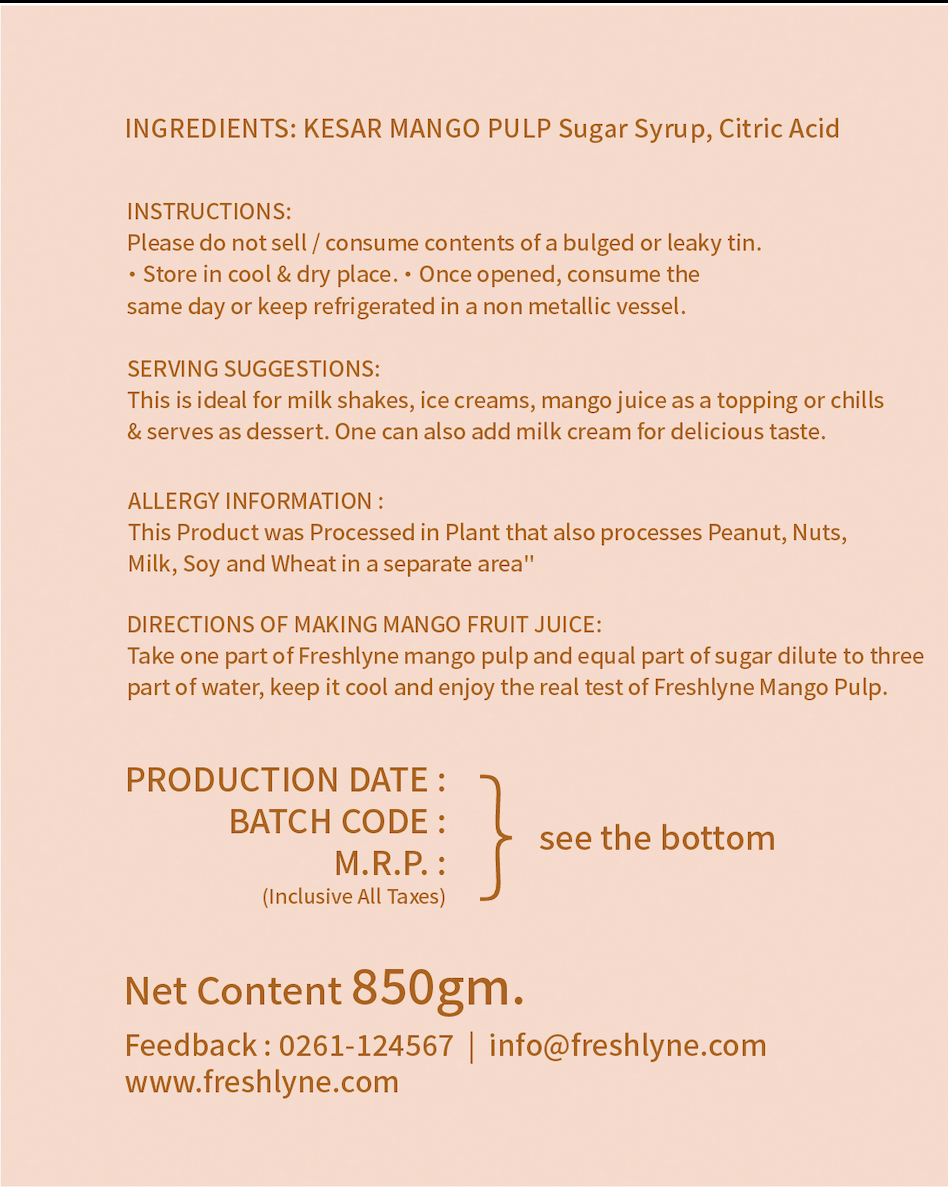 INGREDIENTS: KESAR MANGO PULP Sugar Syrup, Citric Acid
INSTRUCTIONS:
Please do not sell / consume contents of a bulged or leaky tin.
• Store in cool & dry place. • Once opened, consume the
same day or keep refrigerated in a non metallic vessel.
SERVING SUGGESTIONS:
This is ideal for milk shakes, ice creams, mango juice as a topping or chills
& serves as dessert. One can also add milk cream for delicious taste.
ALLERGY INFORMATION :
This Product was Processed in Plant that also processes Peanut, Nuts,
Milk, Soy and Wheat in a separate area"
DIRECTIONS OF MAKING MANGO FRUIT JUICE:
Take one part of Freshlyne mango pulp and equal part of sugar dilute to three
part of water, keep it cool and enjoy the real test of Freshlyne Mango Pulp.
PRODUCTION DATE :
BATCH CODE :
M.R.P. :
(Inclusive All Taxes)
see the bottom
Net Content 850gm.
Feedback : 0261-124567 | info@freshlyne.com
www.freshlyne.com